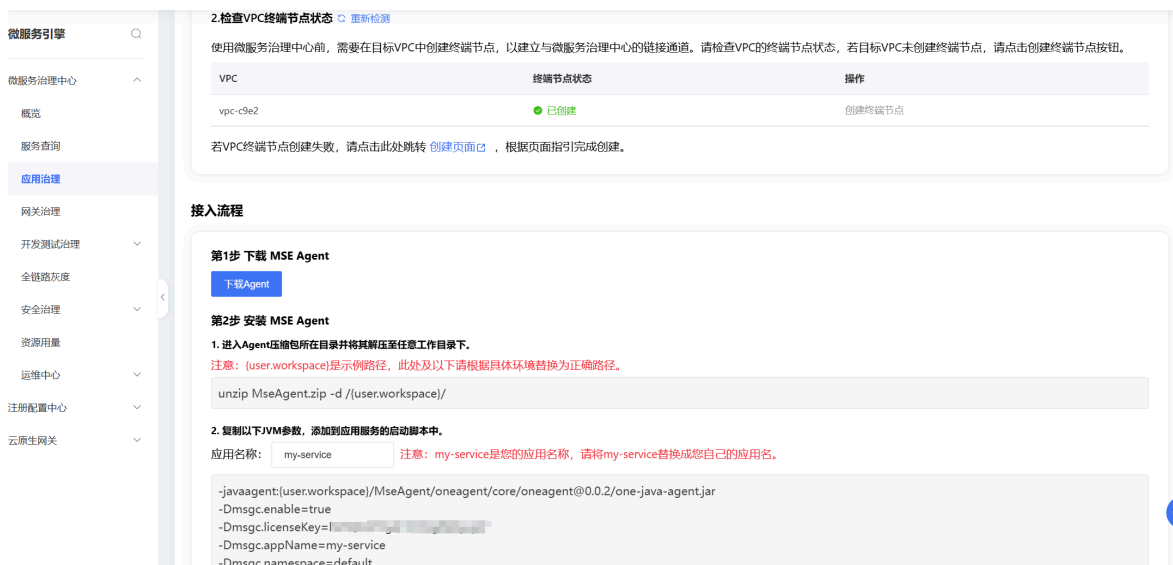 微服务引擎
微服务治理中心
概览
服务查询
应用治理
网关治理
开发测试治理
全链路灰度
安全治理
资源用量
运维中心
注册配置中心
云原生网关
2.检查VPC终端节点状态 重新检测
使用微服务治理中心前，需要在目标VPC中创建终端节点，以建立与微服务治理中心的链接通道。请检查VPC的终端节点状态，若目标VPC未创建终端节点，请点击创建终端节点按钮。
VPC 终端节点状态 操作
vpc-c9e2 已创建 创建终端节点
若VPC终端节点创建失败，请点击此处跳转 创建页面 ，根据页面指引完成创建。
接入流程
第1步 下载 MSE Agent
下载Agent
第2步 安装 MSE Agent
1. 进入Agent压缩包所在目录并将其解压至任意工作目录下。
注意：{user.workspace}是示例路径，此处及以下请根据具体环境替换为正确路径。
unzip MseAgent.zip -d /{user.workspace}/
2. 复制以下JVM参数，添加到应用服务的启动脚本中。
应用名称： my-service 注意：my-service是您的应用名称，请将my-service替换成您自己的应用名。
-javaagent:{user.workspace}/MseAgent/oneagent/core/oneagent@0.0.2/one-java-agent.jar
-Dmsgc.enable=true
-Dmsgc.licenseKey=
-Dmsgc.appName=my-service
-Dmsgc.namespace=default